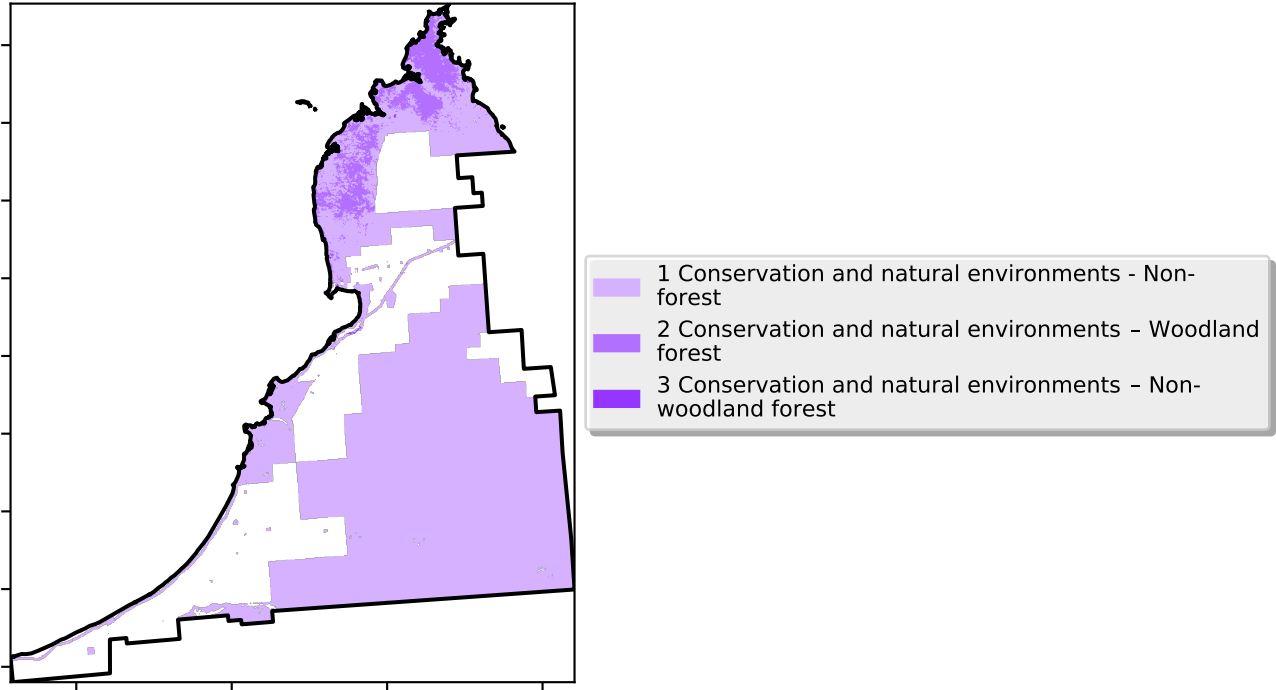 1 Conservation and natural environments - Non-
forest
2 Conservation and natural environments – Woodland
forest
3 Conservation and natural environments – Non-
woodland forest